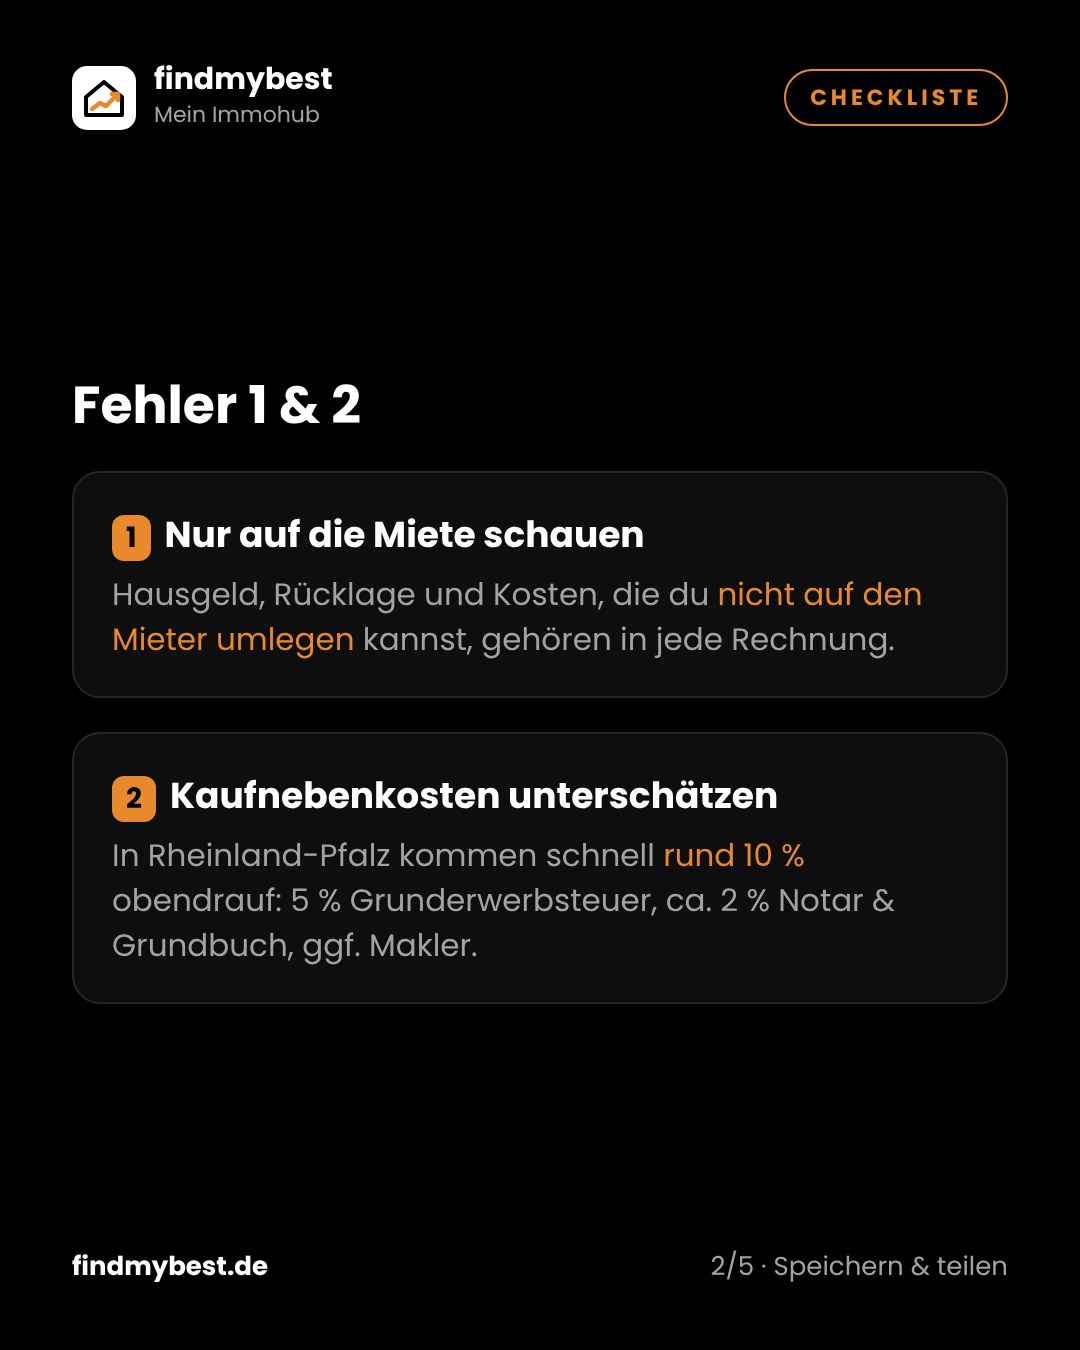 findmybest
Mein Immohub
CHECKLISTE
Fehler 1 & 2
1 Nur auf die Miete schauen
Hausgeld, Rücklage und Kosten, die du nicht auf den
Mieter umlegen kannst, gehören in jede Rechnung.
2 Kaufnebenkosten unterschätzen
In Rheinland-Pfalz kommen schnell rund 10 %
obendrauf: 5 % Grunderwerbsteuer, ca. 2 % Notar &
Grundbuch, ggf. Makler.
findmybest.de
2/5 · Speichern & teilen